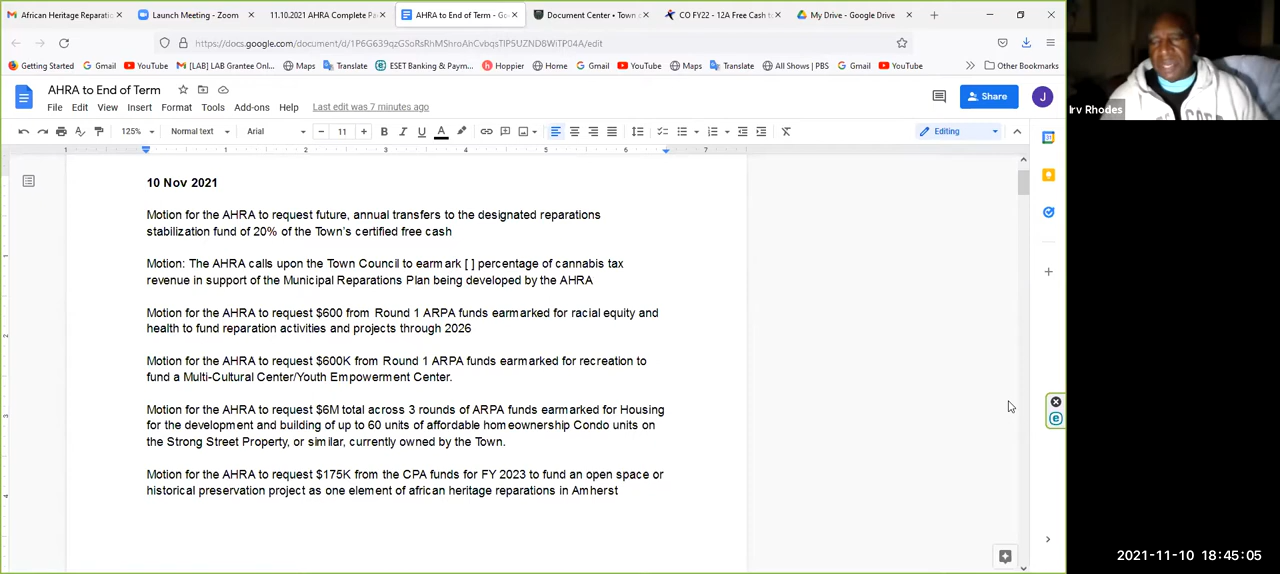 African Heritage Reparati
Launch Meeting - Zoom
11.10.2021 AHRA Complete Pa
AHRA to End of Term - Go
Document Center • Town o
CO FY22 - 12A Free Cash to
My Drive - Google Drive
https://docs.google.com/document/d/1P6G639qzGSoRsRhMShroAhCvbqsTlP5UZND8WiTP04A/edit
Getting Started
Gmail
YouTube
[LAB] LAB Grantee Onl...
Maps
Translate
ESET Banking & Paym...
Hoppier
Home
Gmail
YouTube
Maps
Translate
All Shows | PBS
Gmail
YouTube
Other Bookmarks
AHRA to End of Term
File Edit View Insert Format Tools Add-ons Help Last edit was 7 minutes ago
Share
J
125% Normal text Arial 11 B I U A Editing
1 1 2 3 4 5 6 7
10 Nov 2021
Motion for the AHRA to request future, annual transfers to the designated reparations
stabilization fund of 20% of the Town's certified free cash
Motion: The AHRA calls upon the Town Council to earmark [ ] percentage of cannabis tax
revenue in support of the Municipal Reparations Plan being developed by the AHRA
Motion for the AHRA to request $600 from Round 1 ARPA funds earmarked for racial equity and
health to fund reparation activities and projects through 2026
Motion for the AHRA to request $600K from Round 1 ARPA funds earmarked for recreation to
fund a Multi-Cultural Center/Youth Empowerment Center.
Motion for the AHRA to request $6M total across 3 rounds of ARPA funds earmarked for Housing
for the development and building of up to 60 units of affordable homeownership Condo units on
the Strong Street Property, or similar, currently owned by the Town.
Motion for the AHRA to request $175K from the CPA funds for FY 2023 to fund an open space or
historical preservation project as one element of african heritage reparations in Amherst
Irv Rhodes
2021-11-10 18:45:05